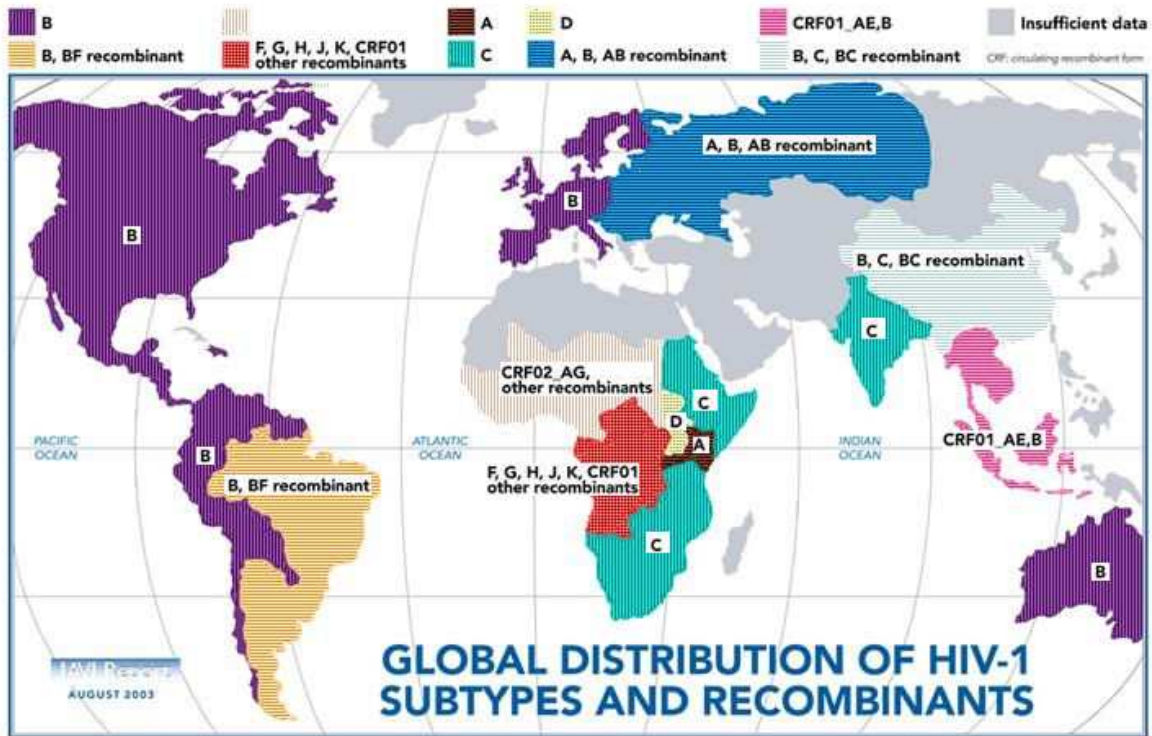 B
A
D
CRF01_AE,B
Insufficient data
B, BF recombinant
F, G, H, J, K, CRF01
other recombinants
C
A, B, AB recombinant
B, C, BC recombinant
CRF: circulating recombinant form
A, B, AB recombinant
B
B
B, C, BC recombinant
C
CRF02_AG,
other recombinants
C
D
A
PACIFIC
OCEAN
ATLANTIC
OCEAN
INDIAN
OCEAN
CRF01_AE,B
B
B, BF recombinant
F, G, H, J, K, CRF01
other recombinants
C
B
IAVI Report
AUGUST 2003
GLOBAL DISTRIBUTION OF HIV-1
SUBTYPES AND RECOMBINANTS